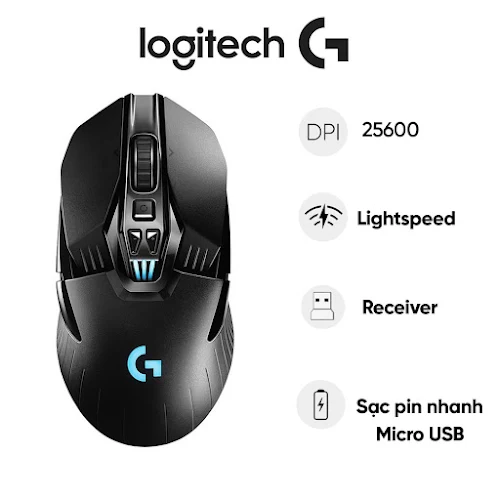 logitech G
DPI 25600
Lightspeed
Receiver
Sạc pin nhanh
Micro USB
G